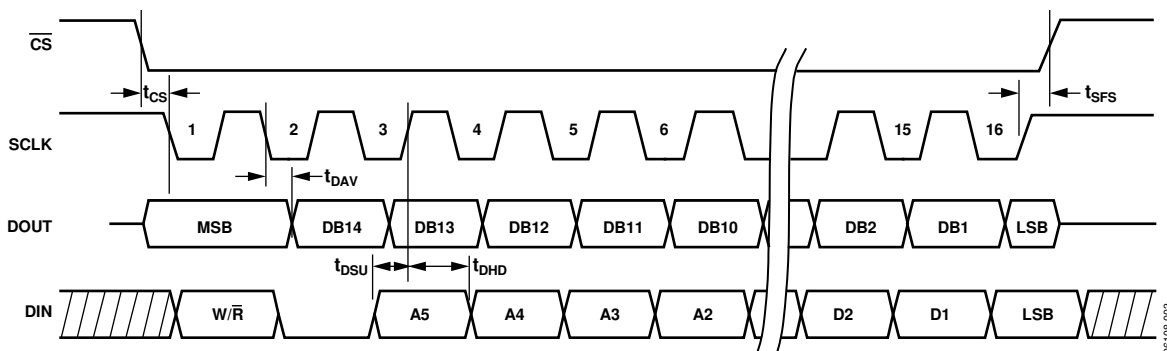 CS
tCS
tSFS
SCLK
1 2 3 4 5 6 15 16
tDAV
DOUT
MSB DB14 DB13 DB12 DB11 DB10 DB2 DB1 LSB
tDSU tDHD
DIN
W/R A5 A4 A3 A2 D2 D1 LSB